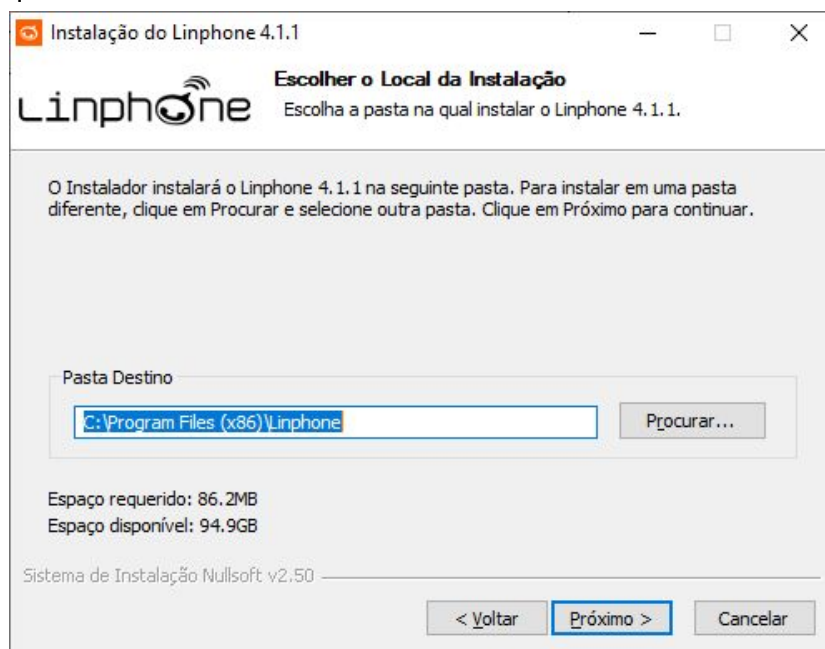 Instalação do Linphone 4.1.1
Linphone
Escolher o Local da Instalação
Escolha a pasta na qual instalar o Linphone 4.1.1.
O Instalador instalará o Linphone 4.1.1 na seguinte pasta. Para instalar em uma pasta
diferente, clique em Procurar e selecione outra pasta. Clique em Próximo para continuar.
Pasta Destino
C:\Program Files (x86)\Linphone
Procurar...
Espaço requerido: 86.2MB
Espaço disponível: 94.9GB
Sistema de Instalação Nullsoft v2.50
< Voltar
Próximo >
Cancelar